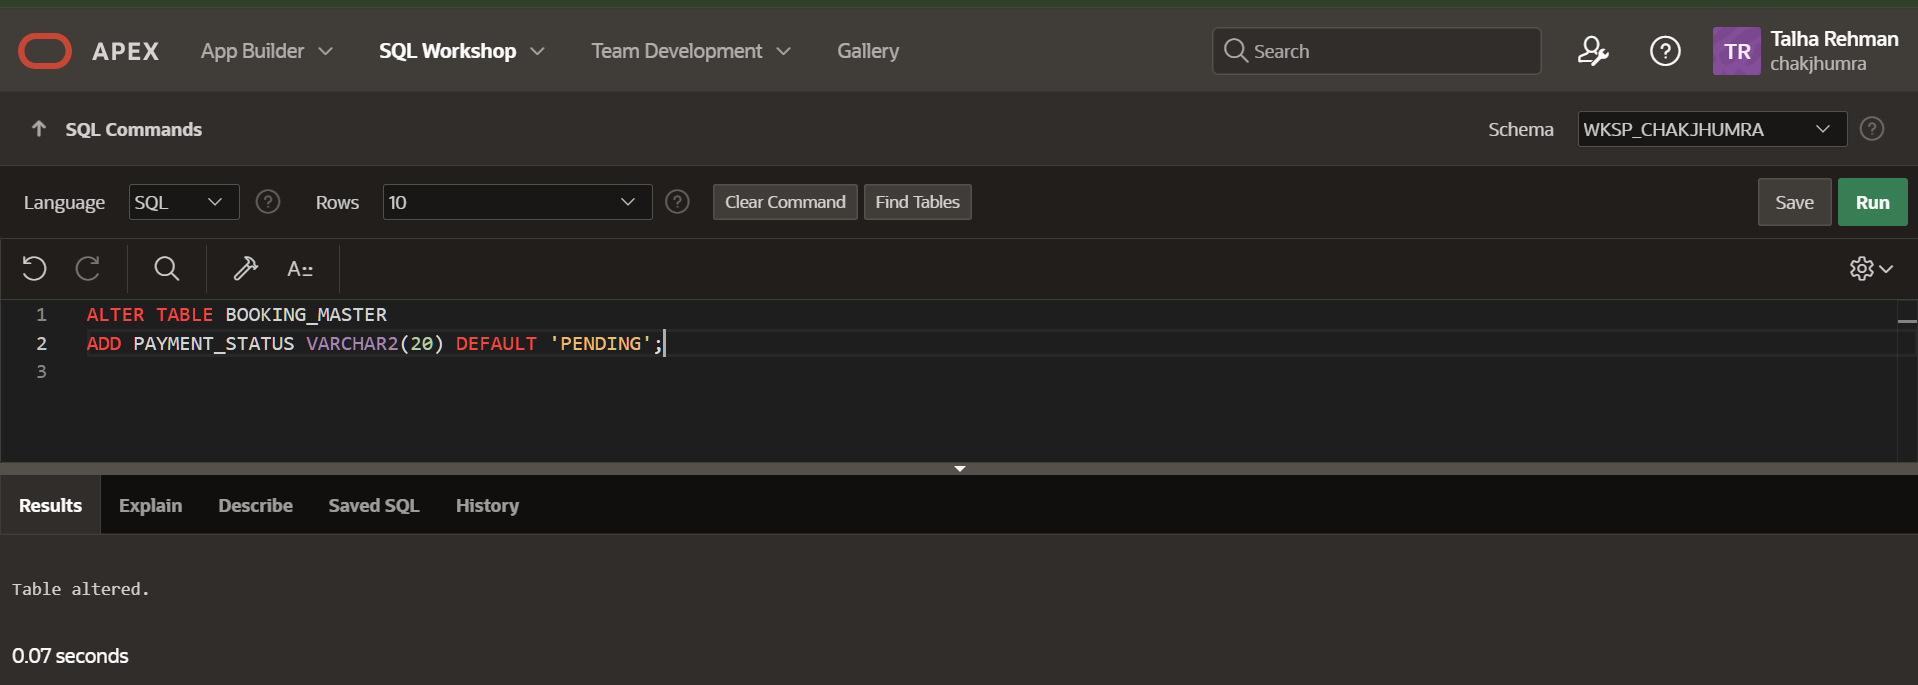 APEX App Builder SQL Workshop Team Development Gallery Search TR Talha Rehman
chakjhumra
SQL Commands Schema WKSP_CHAKJHUMRA ?
Language SQL ? Rows 10 ? Clear Command Find Tables Save Run
A
1 ALTER TABLE BOOKING_MASTER
2 ADD PAYMENT_STATUS VARCHAR2(20) DEFAULT 'PENDING';
3
Results Explain Describe Saved SQL History
Table altered.
0.07 seconds